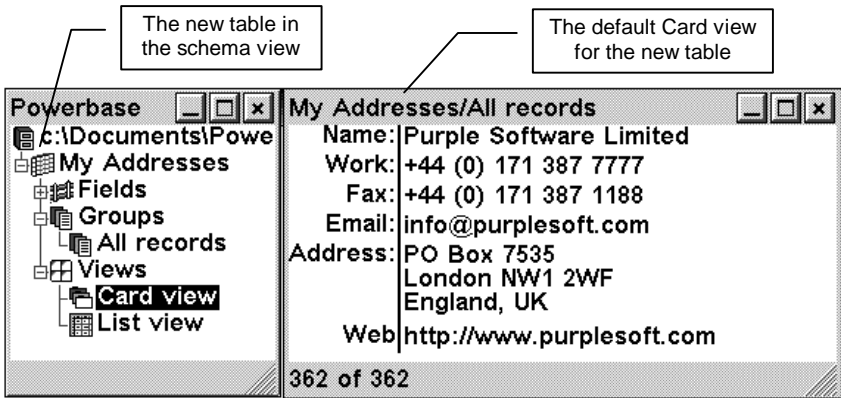 The new table in
the schema view
The default Card view
for the new table
Powerbase
c:\Documents\Powe
My Addresses
Fields
Groups
All records
Views
Card view
List view
My Addresses/All records
Name: Purple Software Limited
Work: +44 (0) 171 387 7777
Fax: +44 (0) 171 387 1188
Email: info@purplesoft.com
Address: PO Box 7535
London NW1 2WF
England, UK
Web http://www.purplesoft.com
362 of 362